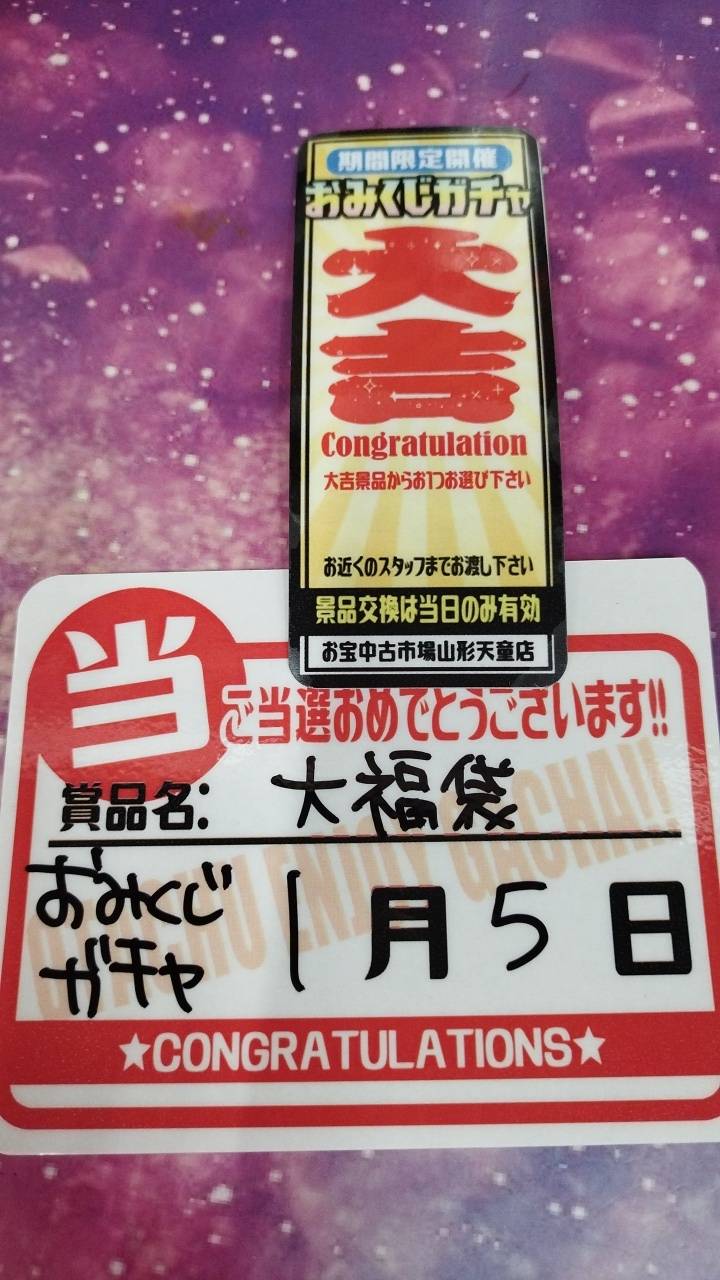 期間限定開催
おみくじガチャ
大吉
Congratulation
大吉景品からお1つお選び下さい
お近くのスタッフまでお渡し下さい
景品交換は当日のみ有効
お宝中古市場山形天童店
当
ご当選おめでとうございます!!
賞品名: 大福袋
おみくじ
ガチャ
1月5日
★CONGRATULATIONS★